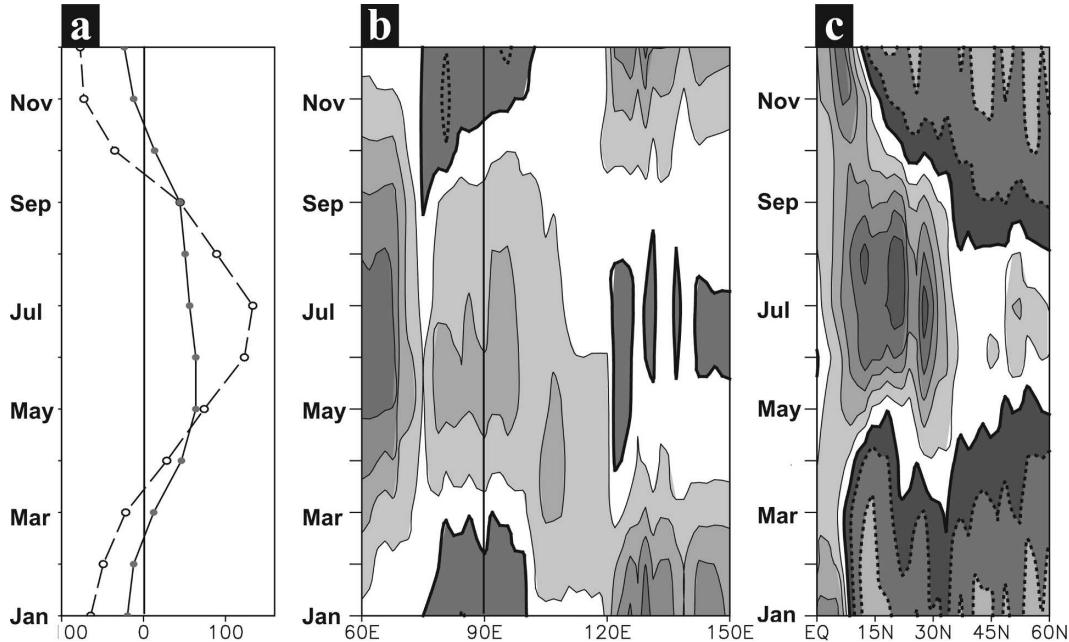 a b c
Nov Nov Nov
Sep Sep Sep
Jul Jul Jul
May May May
Mar Mar Mar
Jan Jan Jan
00 0 100 60E 90E 120E 150E EQ 15N 30N 45N 60N